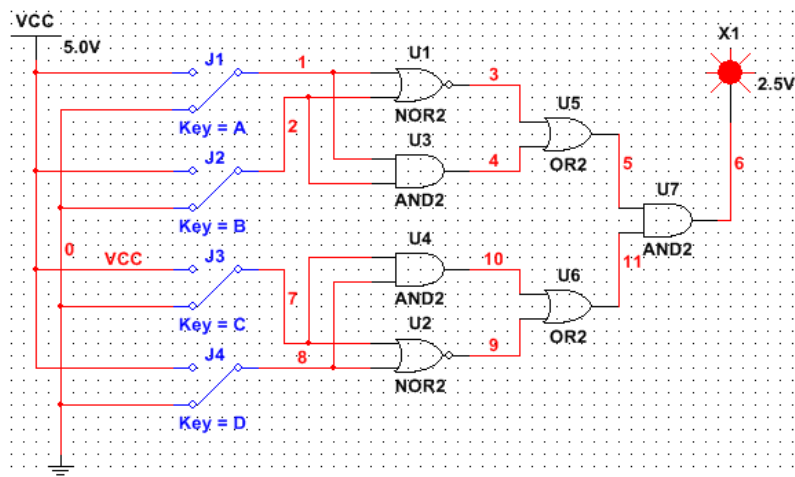 VCC
5.0V
X1
2.5V
J1
1
U1
3
NOR2
Key = A
2
U3
4
AND2
U5
OR2
5
6
J2
Key = B
U7
AND2
0
VCC
J3
7
Key = C
U4
10
AND2
U6
11
OR2
U2
9
NOR2
J4
8
Key = D